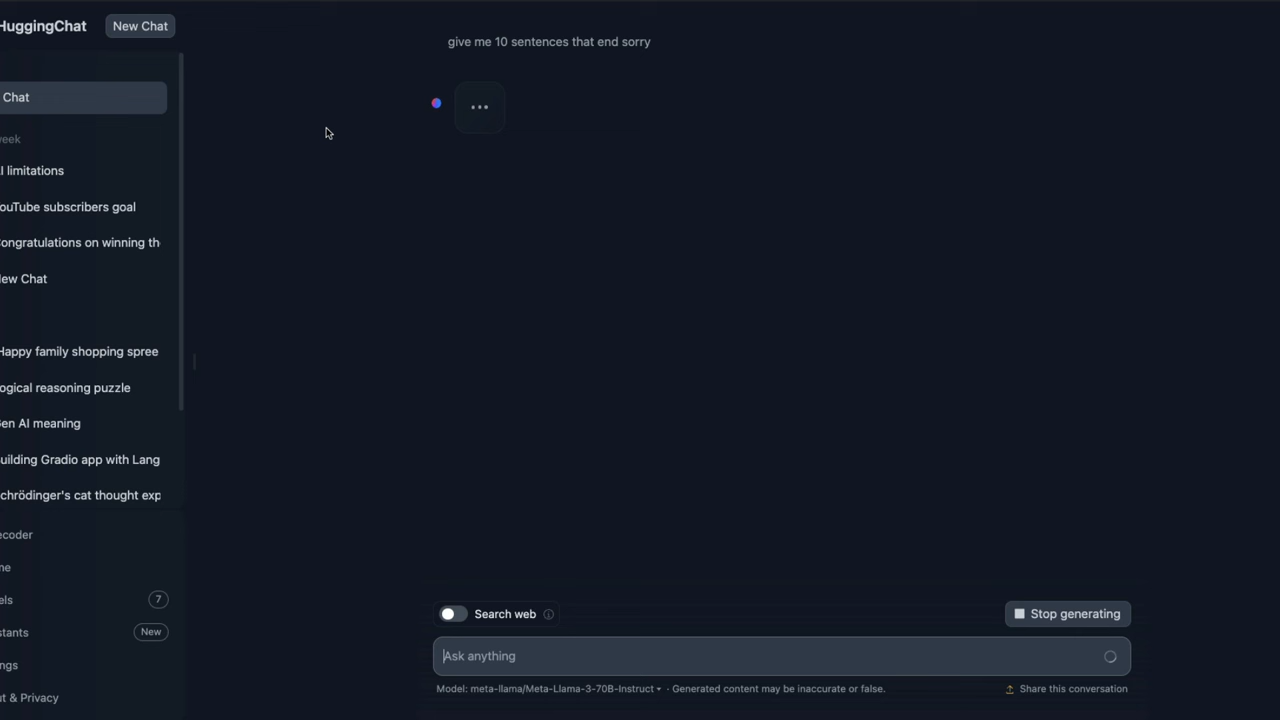 HuggingChat
New Chat
Chat
week
I limitations
ouTube subscribers goal
ongratulations on winning th
ew Chat
Happy family shopping spree
ogical reasoning puzzle
en AI meaning
uilding Gradio app with Lang
chrödinger's cat thought exp
ecoder
me
els
7
stants
New
ngs
ut & Privacy
give me 10 sentences that end sorry
Search web
Stop generating
Ask anything
Model: meta-llama/Meta-Llama-3-70B-Instruct · Generated content may be inaccurate or false.
Share this conversation